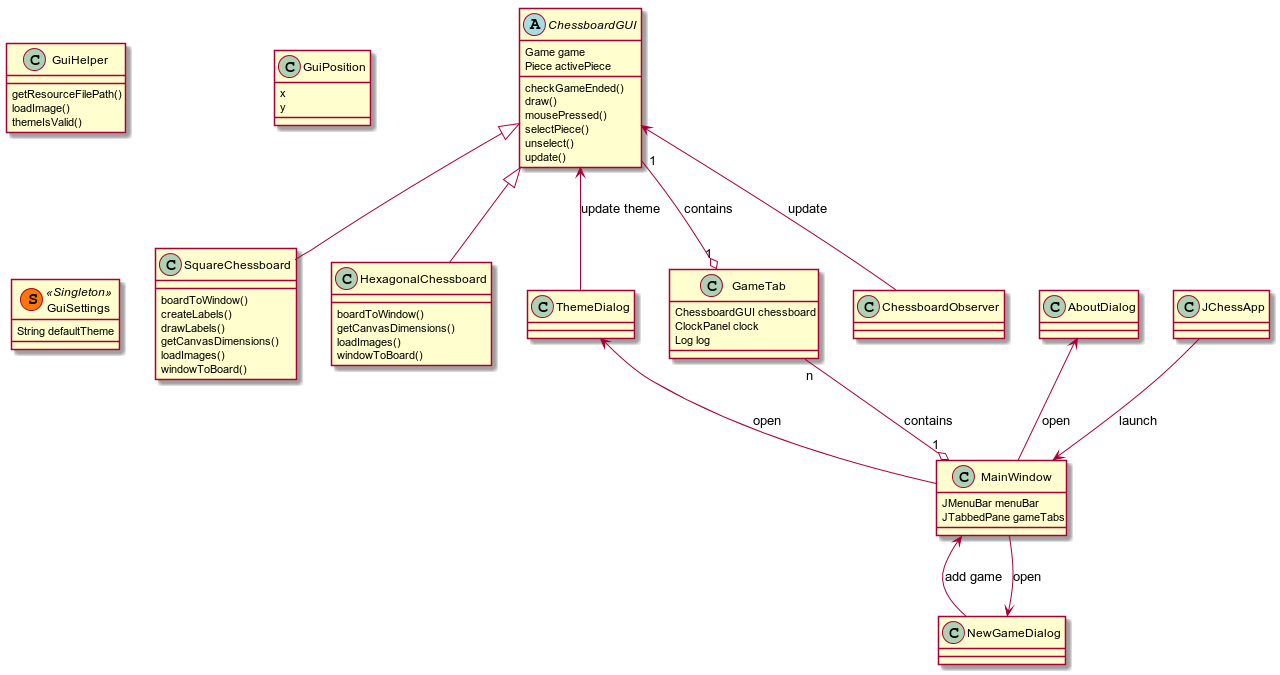 A ChessboardGUI
Game game
Piece activePiece
checkGameEnded()
draw()
mousePressed()
selectPiece()
unselect()
update()
C GuiHelper
getResourceFilePath()
loadImage()
themeIsValid()
C GuiPosition
x
y
1
update theme
contains
update
1
S «Singleton»
GuiSettings
String defaultTheme
C SquareChessboard
boardToWindow()
createLabels()
drawLabels()
getCanvasDimensions()
loadImages()
windowToBoard()
C HexagonalChessboard
boardToWindow()
getCanvasDimensions()
loadImages()
windowToBoard()
C ThemeDialog
C GameTab
ChessboardGUI chessboard
ClockPanel clock
Log log
C ChessboardObserver
C AboutDialog
C JChessApp
n
open
contains
open
launch
1
C MainWindow
JMenuBar menuBar
JTabbedPane gameTabs
add game
open
C NewGameDialog